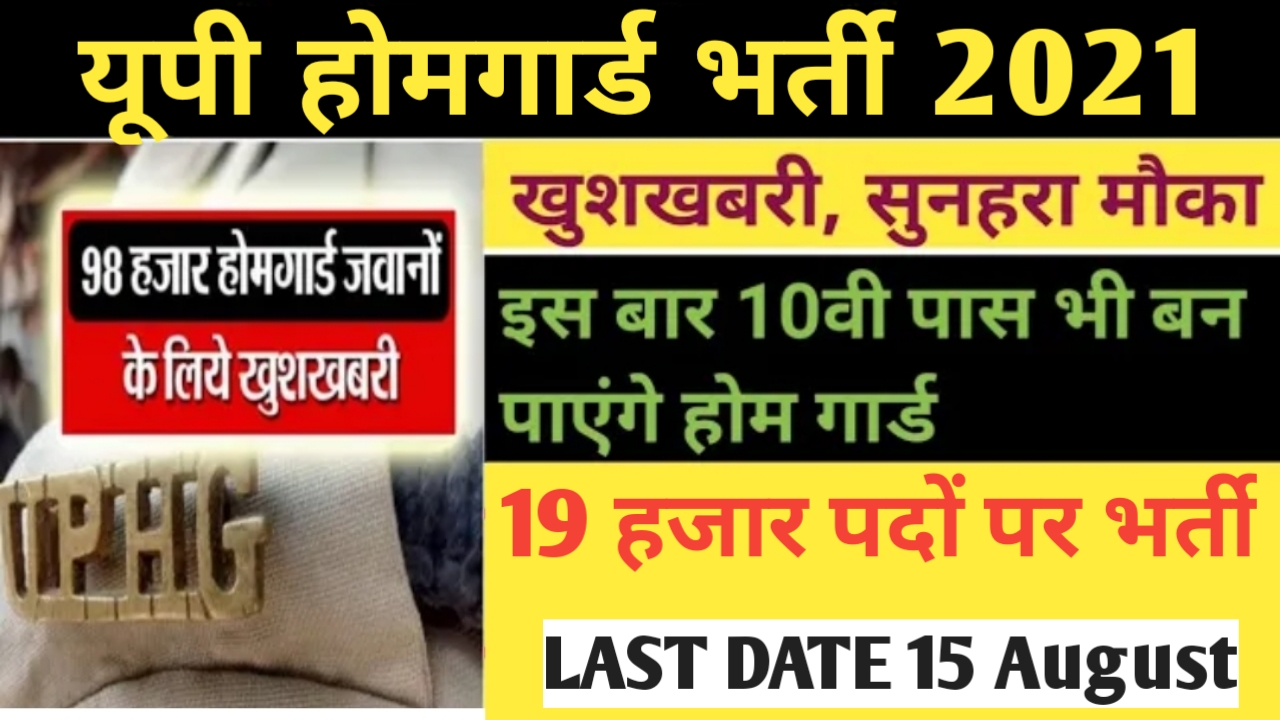 यूपी होमगार्ड भर्ती 2021
98 हजार होमगार्ड जवानों
के लिये खुशखबरी
UPHG
खुशखबरी, सुनहरा मौका
इस बार 10वी पास भी बन
पाएंगे होम गार्ड
19 हजार पदों पर भर्ती
LAST DATE 15 August